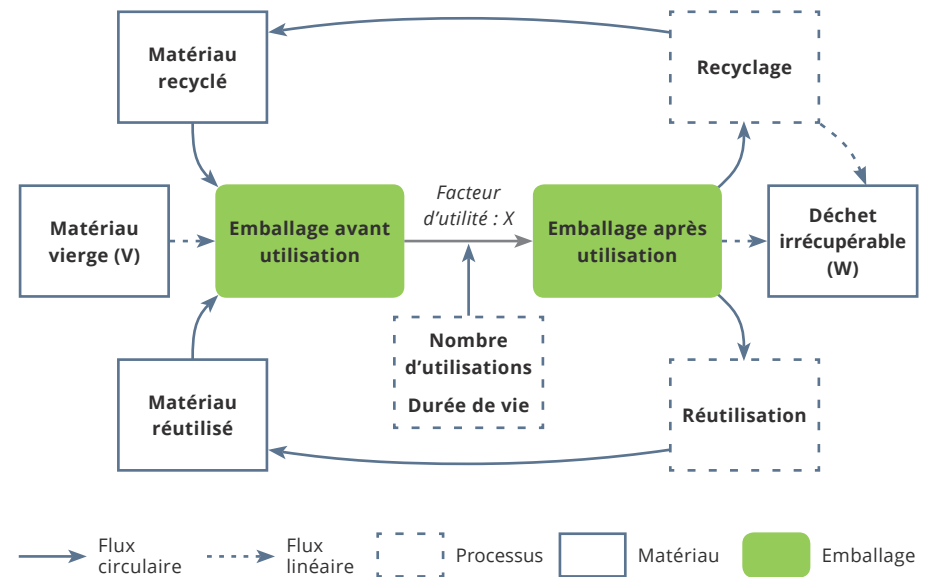 Matériau
recyclé
Recyclage
Facteur
d’utilité : X
Matériau
vierge (V)
Emballage avant
utilisation
Emballage après
utilisation
Déchet
irrécupérable
(W)
Nombre
d’utilisations
Durée de vie
Matériau
réutilisé
Réutilisation
Flux
circulaire
Flux
linéaire
Processus
Matériau
Emballage